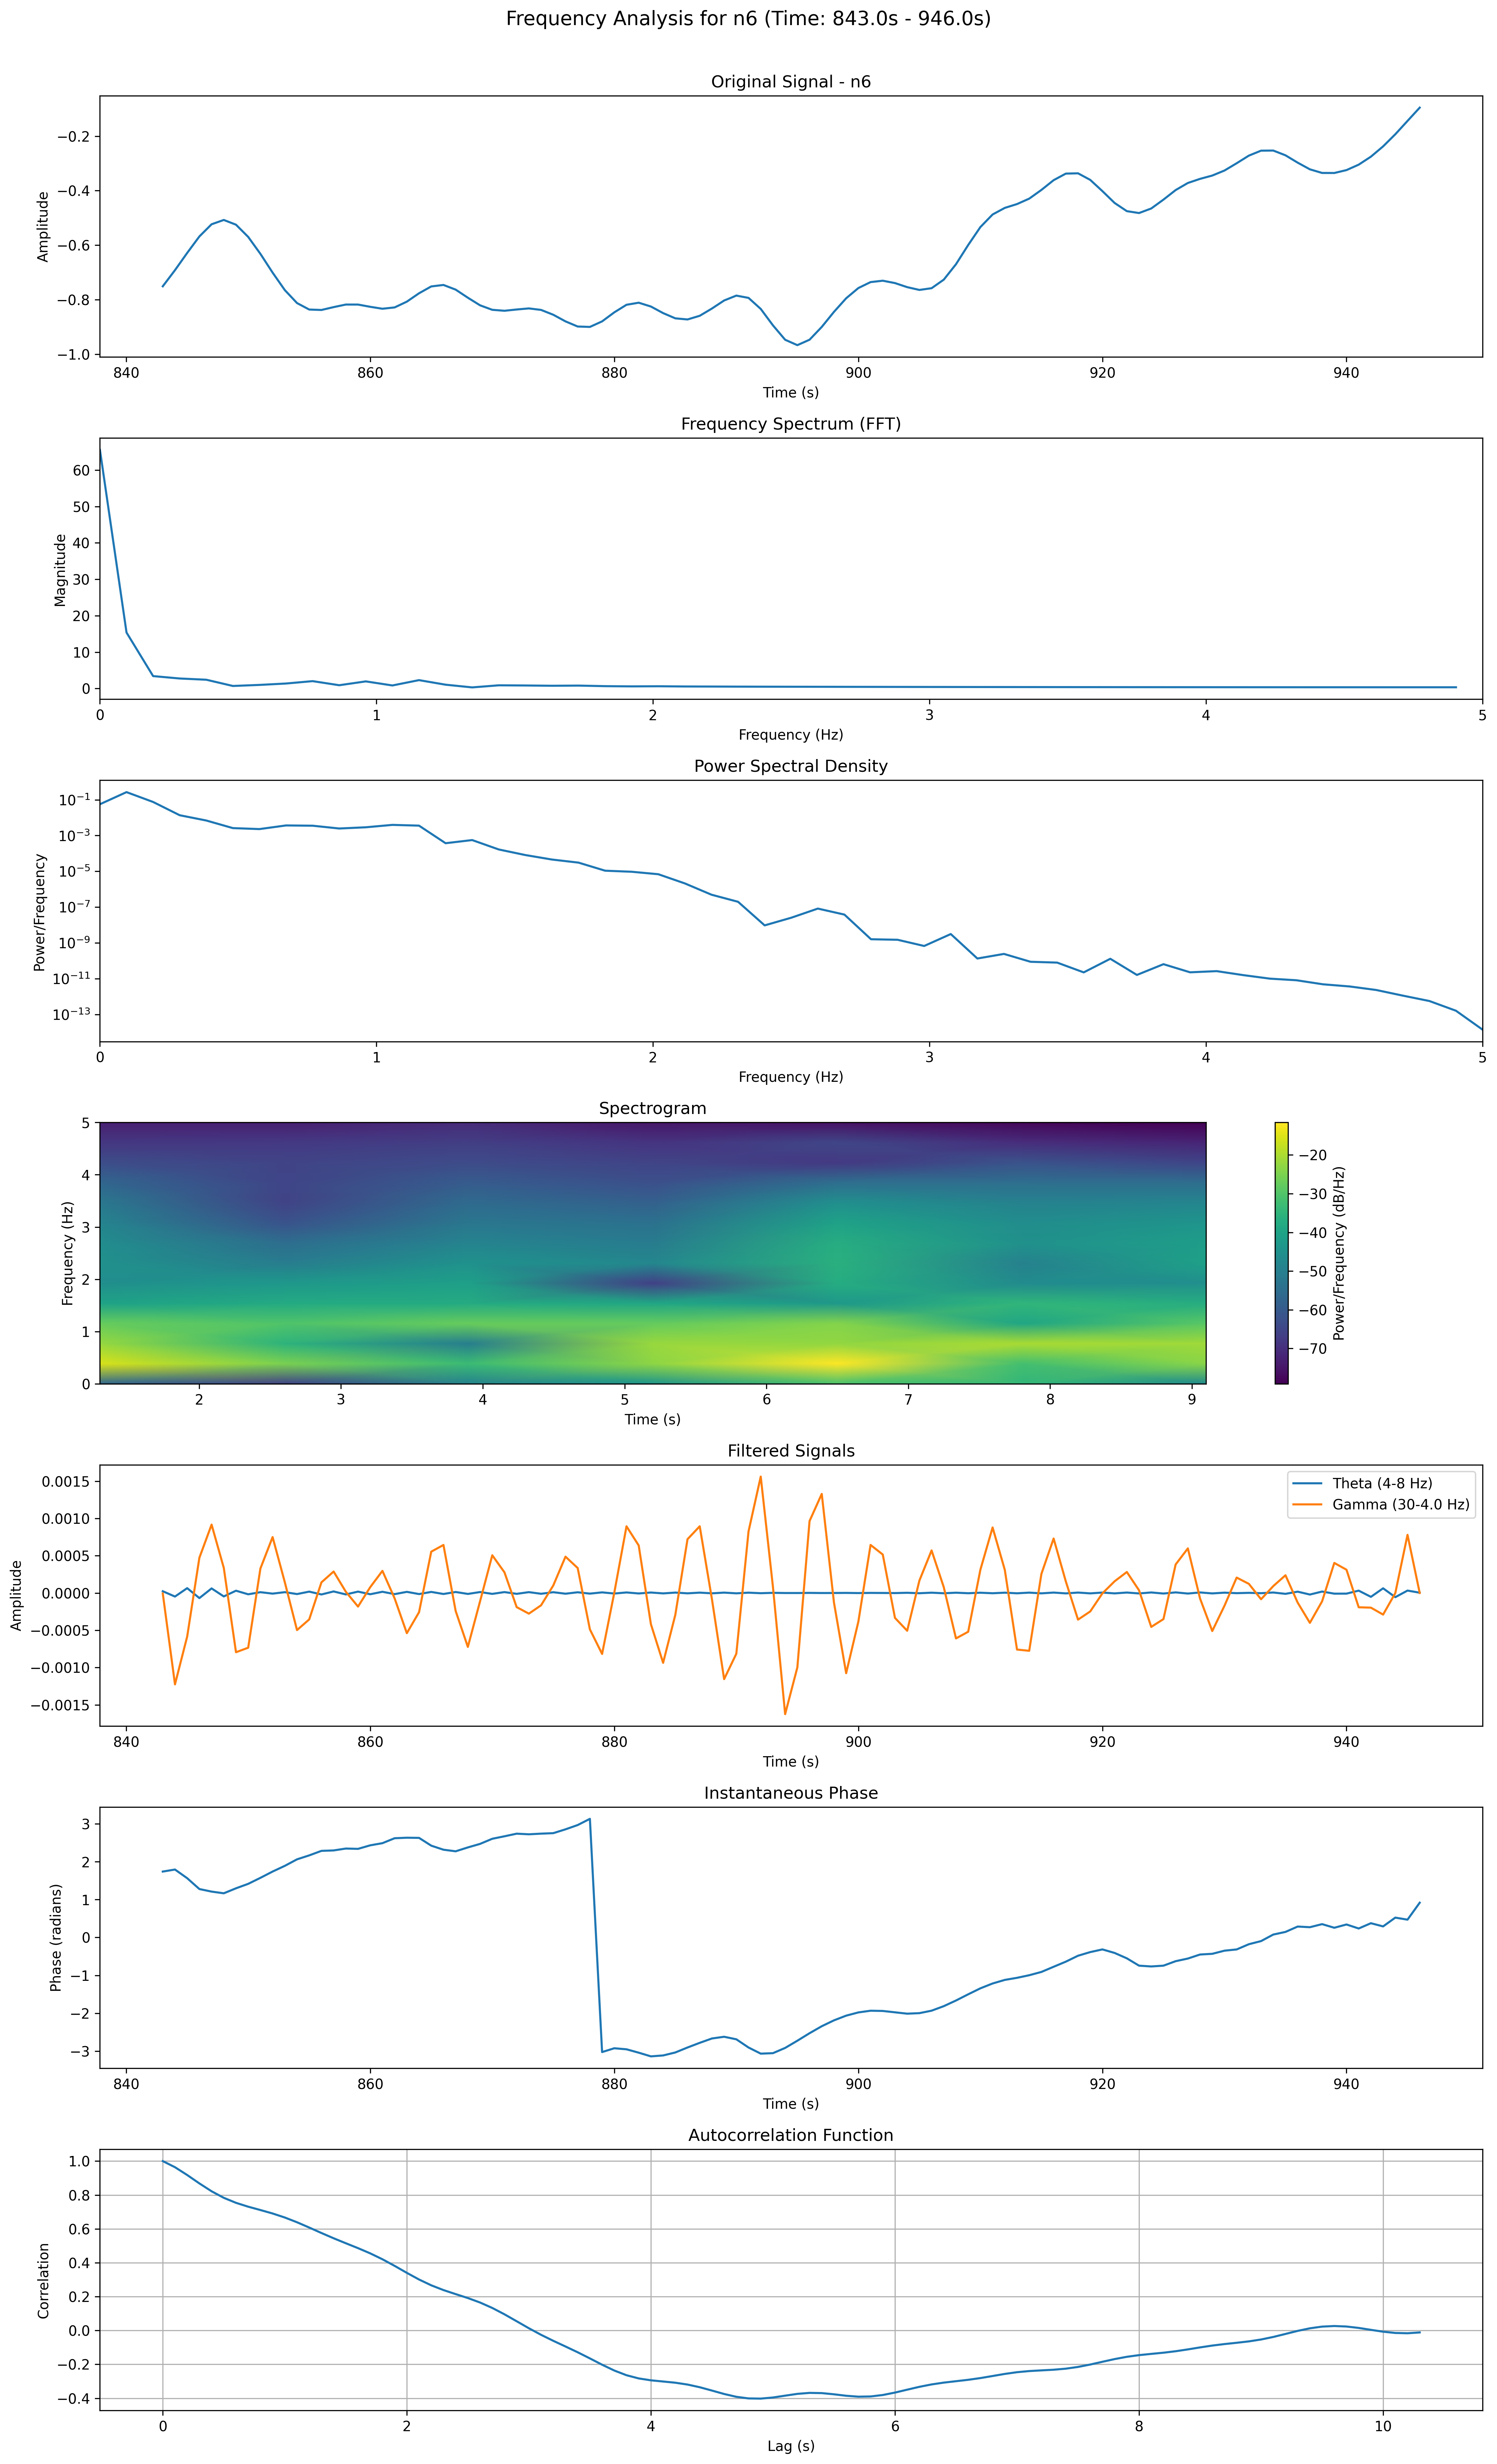 Frequency Analysis for n6 (Time: 843.0s - 946.0s)
Original Signal - n6
Amplitude
−0.2
−0.4
−0.6
−0.8
−1.0
840 860 880 900 920 940
Time (s)
Frequency Spectrum (FFT)
Magnitude
60
50
40
30
20
10
0
0 1 2 3 4 5
Frequency (Hz)
Power Spectral Density
Power/Frequency
10⁻¹
10⁻³
10⁻⁵
10⁻⁷
10⁻⁹
10⁻¹¹
10⁻¹³
0 1 2 3 4 5
Frequency (Hz)
Spectrogram
Frequency (Hz)
5
4
3
2
1
0
2 3 4 5 6 7 8 9
Time (s)
−20
−30
−40
−50
−60
−70
Power/Frequency (dB/Hz)
Filtered Signals
Amplitude
0.0015
0.0010
0.0005
0.0000
−0.0005
−0.0010
−0.0015
Theta (4-8 Hz)
Gamma (30-4.0 Hz)
840 860 880 900 920 940
Time (s)
Instantaneous Phase
Phase (radians)
3
2
1
0
−1
−2
−3
840 860 880 900 920 940
Time (s)
Autocorrelation Function
Correlation
1.0
0.8
0.6
0.4
0.2
0.0
−0.2
−0.4
0 2 4 6 8 10
Lag (s)